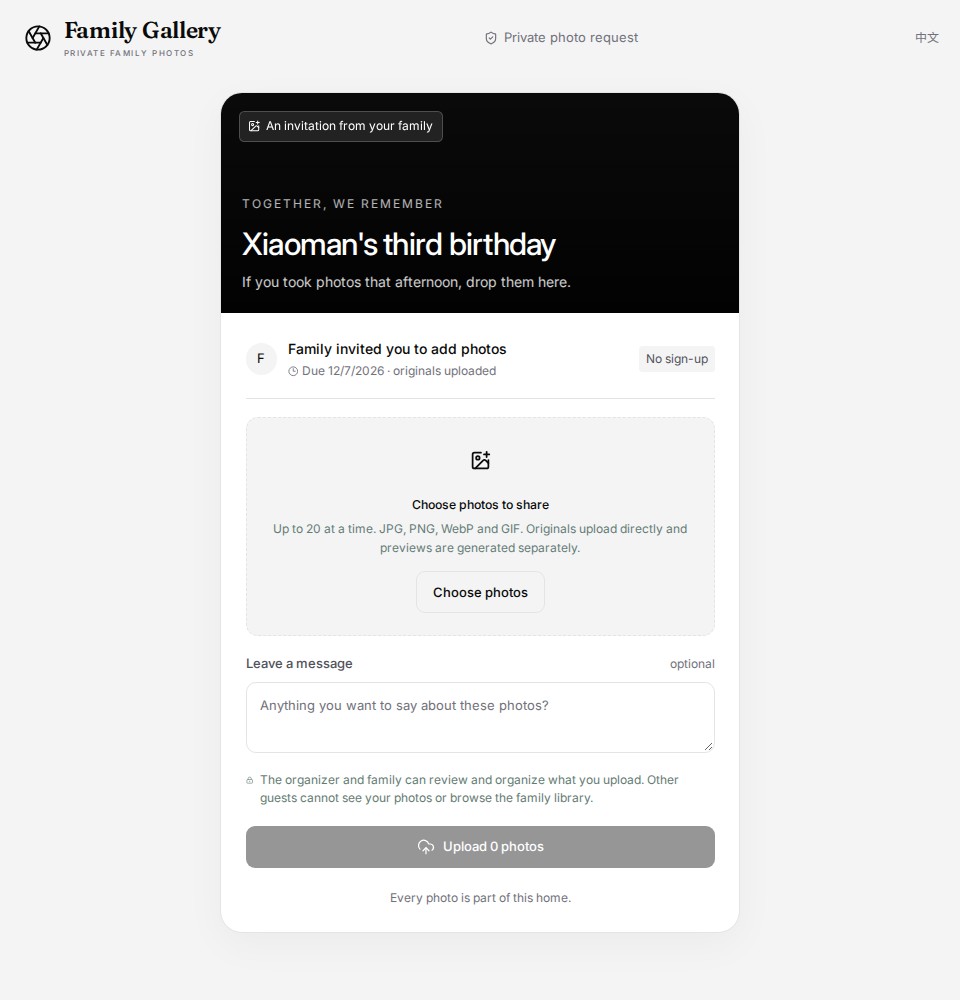 Family Gallery
PRIVATE FAMILY PHOTOS
Private photo request
中文
An invitation from your family
TOGETHER, WE REMEMBER
Xiaoman's third birthday
If you took photos that afternoon, drop them here.
F
Family invited you to add photos
Due 12/7/2026 · originals uploaded
No sign-up
Choose photos to share
Up to 20 at a time. JPG, PNG, WebP and GIF. Originals upload directly and
previews are generated separately.
Choose photos
Leave a message
optional
Anything you want to say about these photos?
The organizer and family can review and organize what you upload. Other
guests cannot see your photos or browse the family library.
Upload 0 photos
Every photo is part of this home.